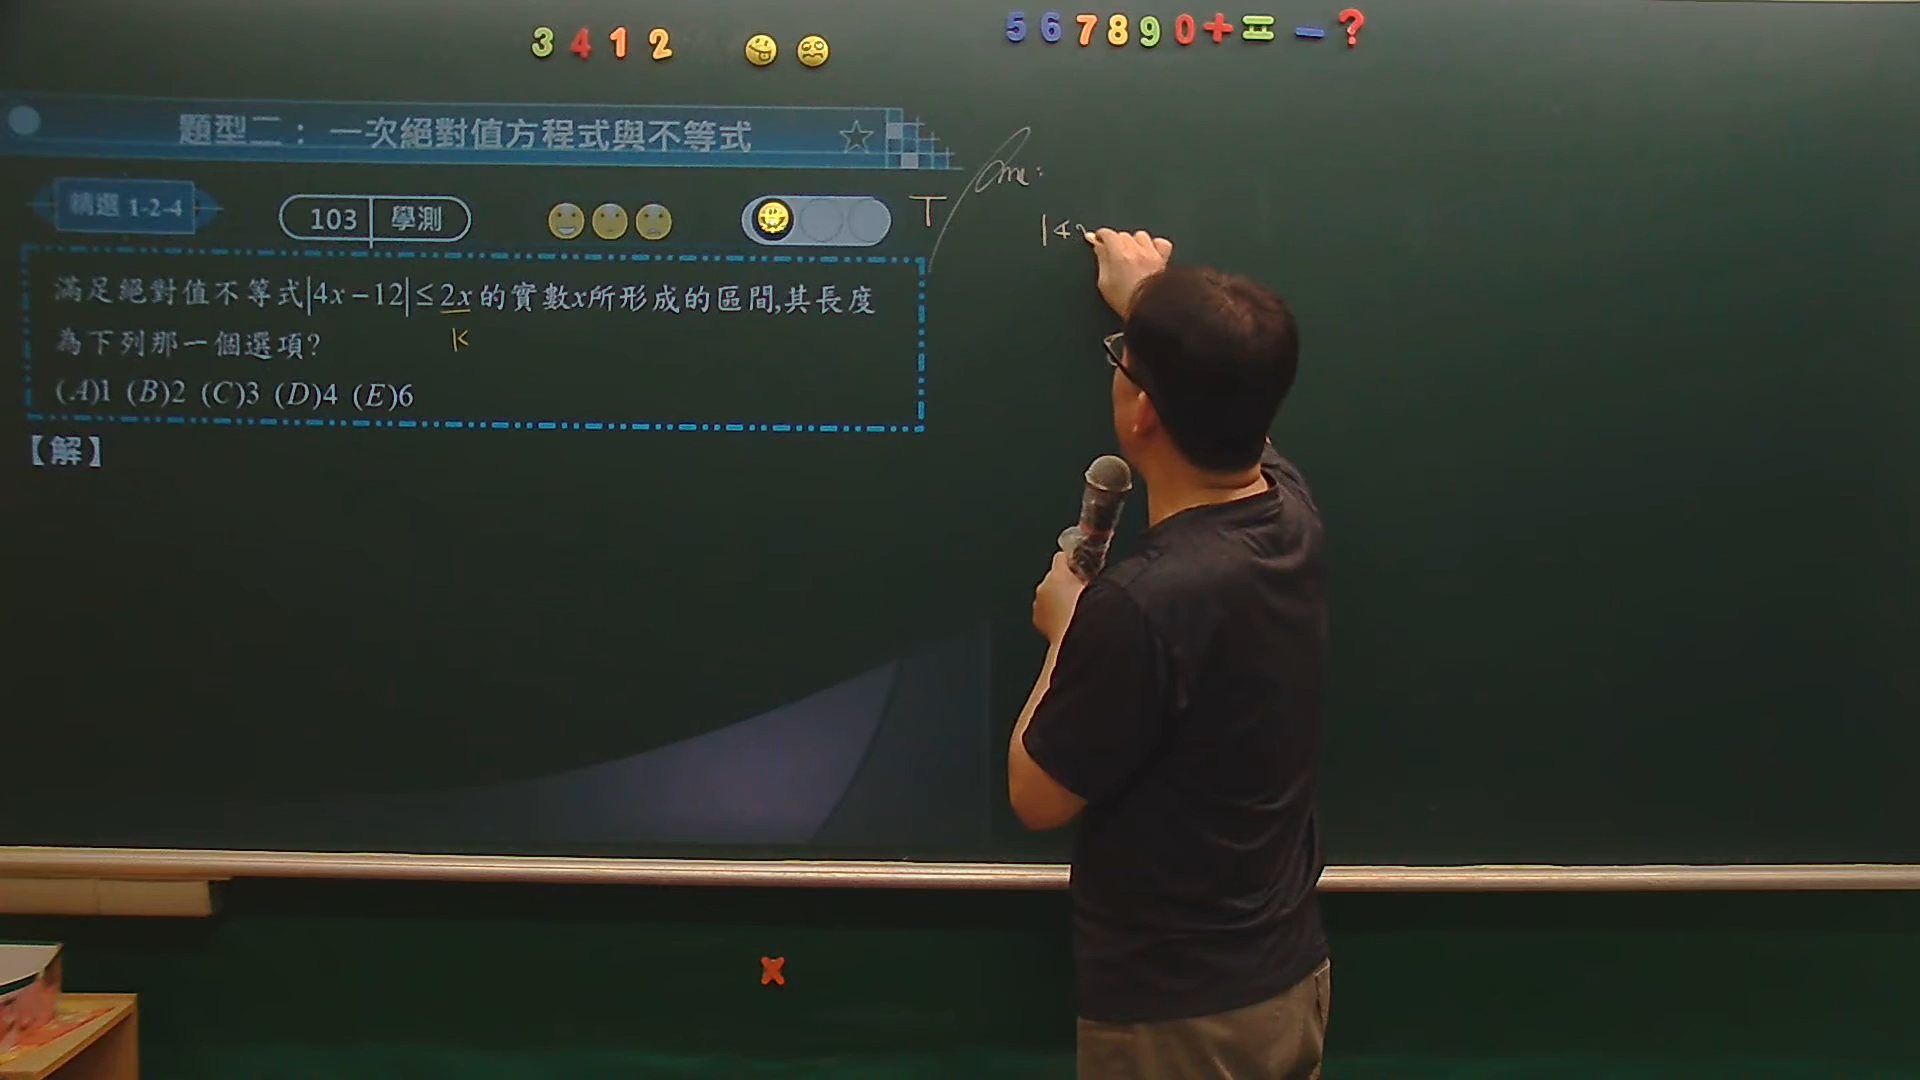 3 4 1 2
5 6 7 8 9 0 + = − ?
題型二： 一次絕對值方程式與不等式
精選 1-2-4
103 學測
T
滿足絕對值不等式|4x−12|≤2x的實數x所形成的區間,其長度
k
為下列那一個選項?
(A)1 (B)2 (C)3 (D)4 (E)6
【解】
|4x
x